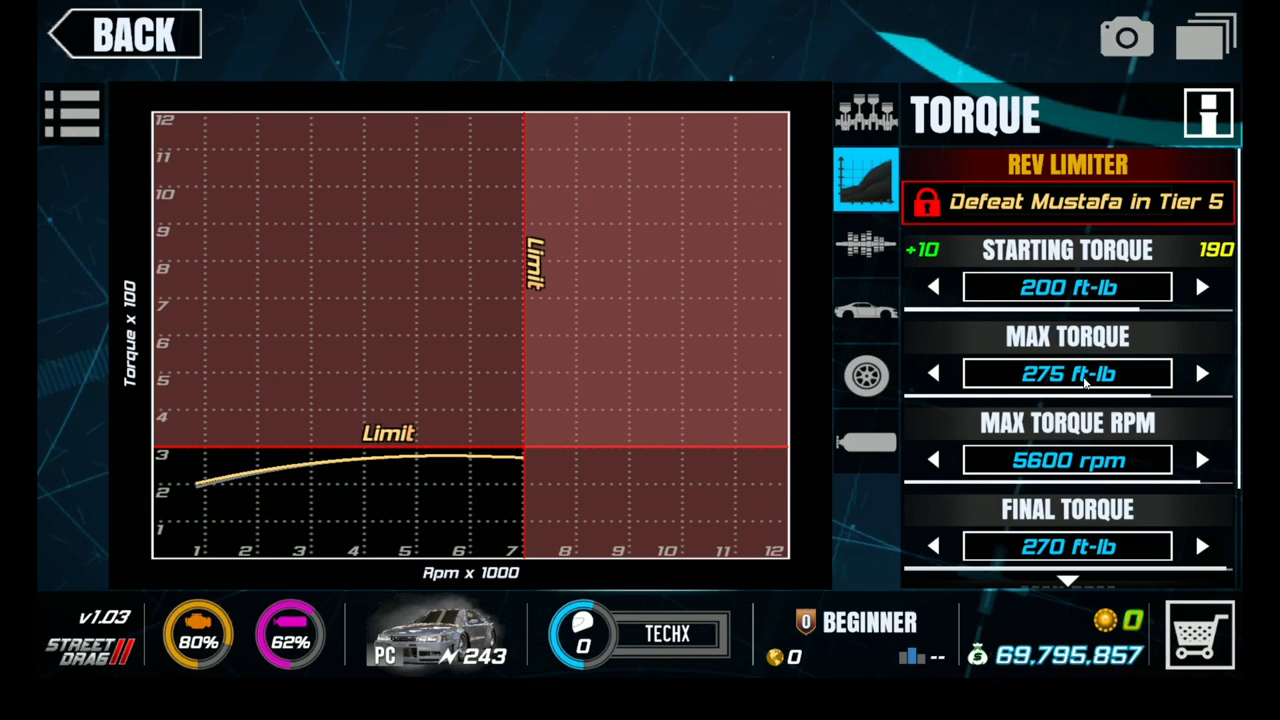 BACK
TORQUE
REV LIMITER
Defeat Mustafa in Tier 5
+10 STARTING TORQUE 190
200 ft-lb
MAX TORQUE
275 ft-lb
MAX TORQUE RPM
5600 rpm
FINAL TORQUE
270 ft-lb
Torque x 100
12
11
10
9
8
7
6
5
4
3
2
1
Limit
Limit
1 2 3 4 5 6 7 8 9 10 11 12
Rpm x 1000
v1.03
STREET DRAG II
80%
62%
PC
243
0
TECHX
0 BEGINNER
0
--
0
69,795,857